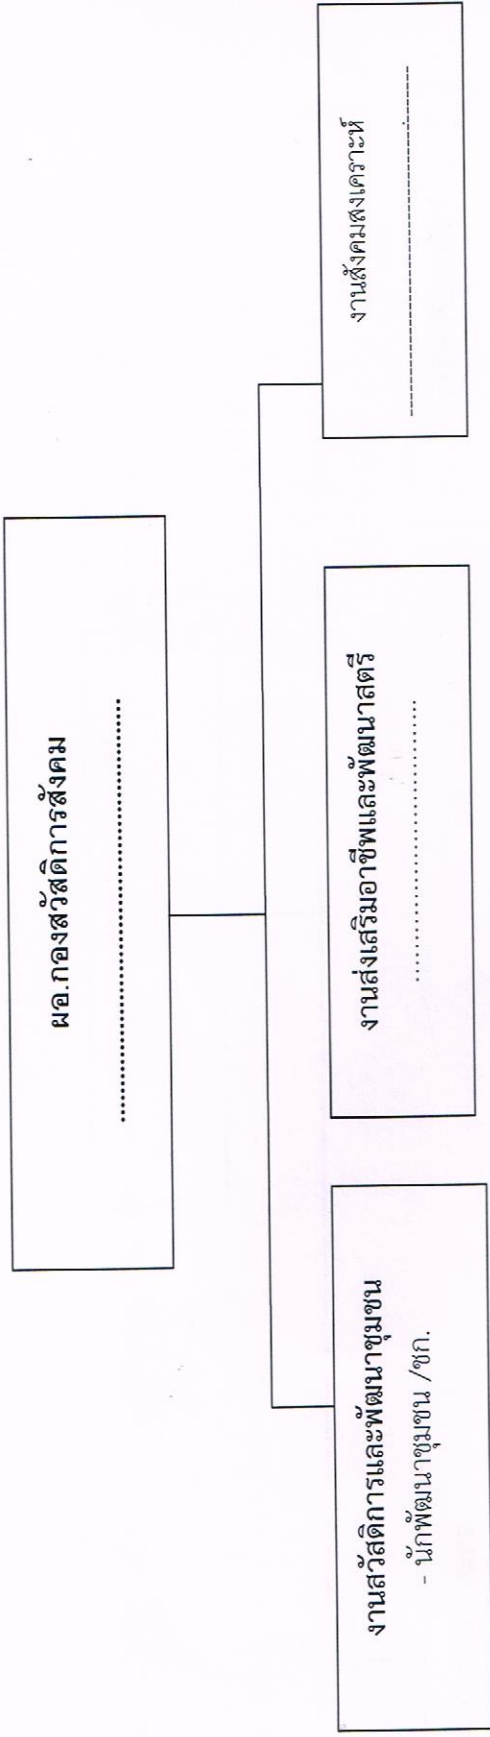 ผอ.กองสวัสดิการสังคม
................................................................
งานสวัสดิการและพัฒนาชุมชน
- นักพัฒนาชุมชน /ชก.
งานส่งเสริมอาชีพและพัฒนาสตรี
........................................
งานสังคมสงเคราะห์
--------------------------------------------------